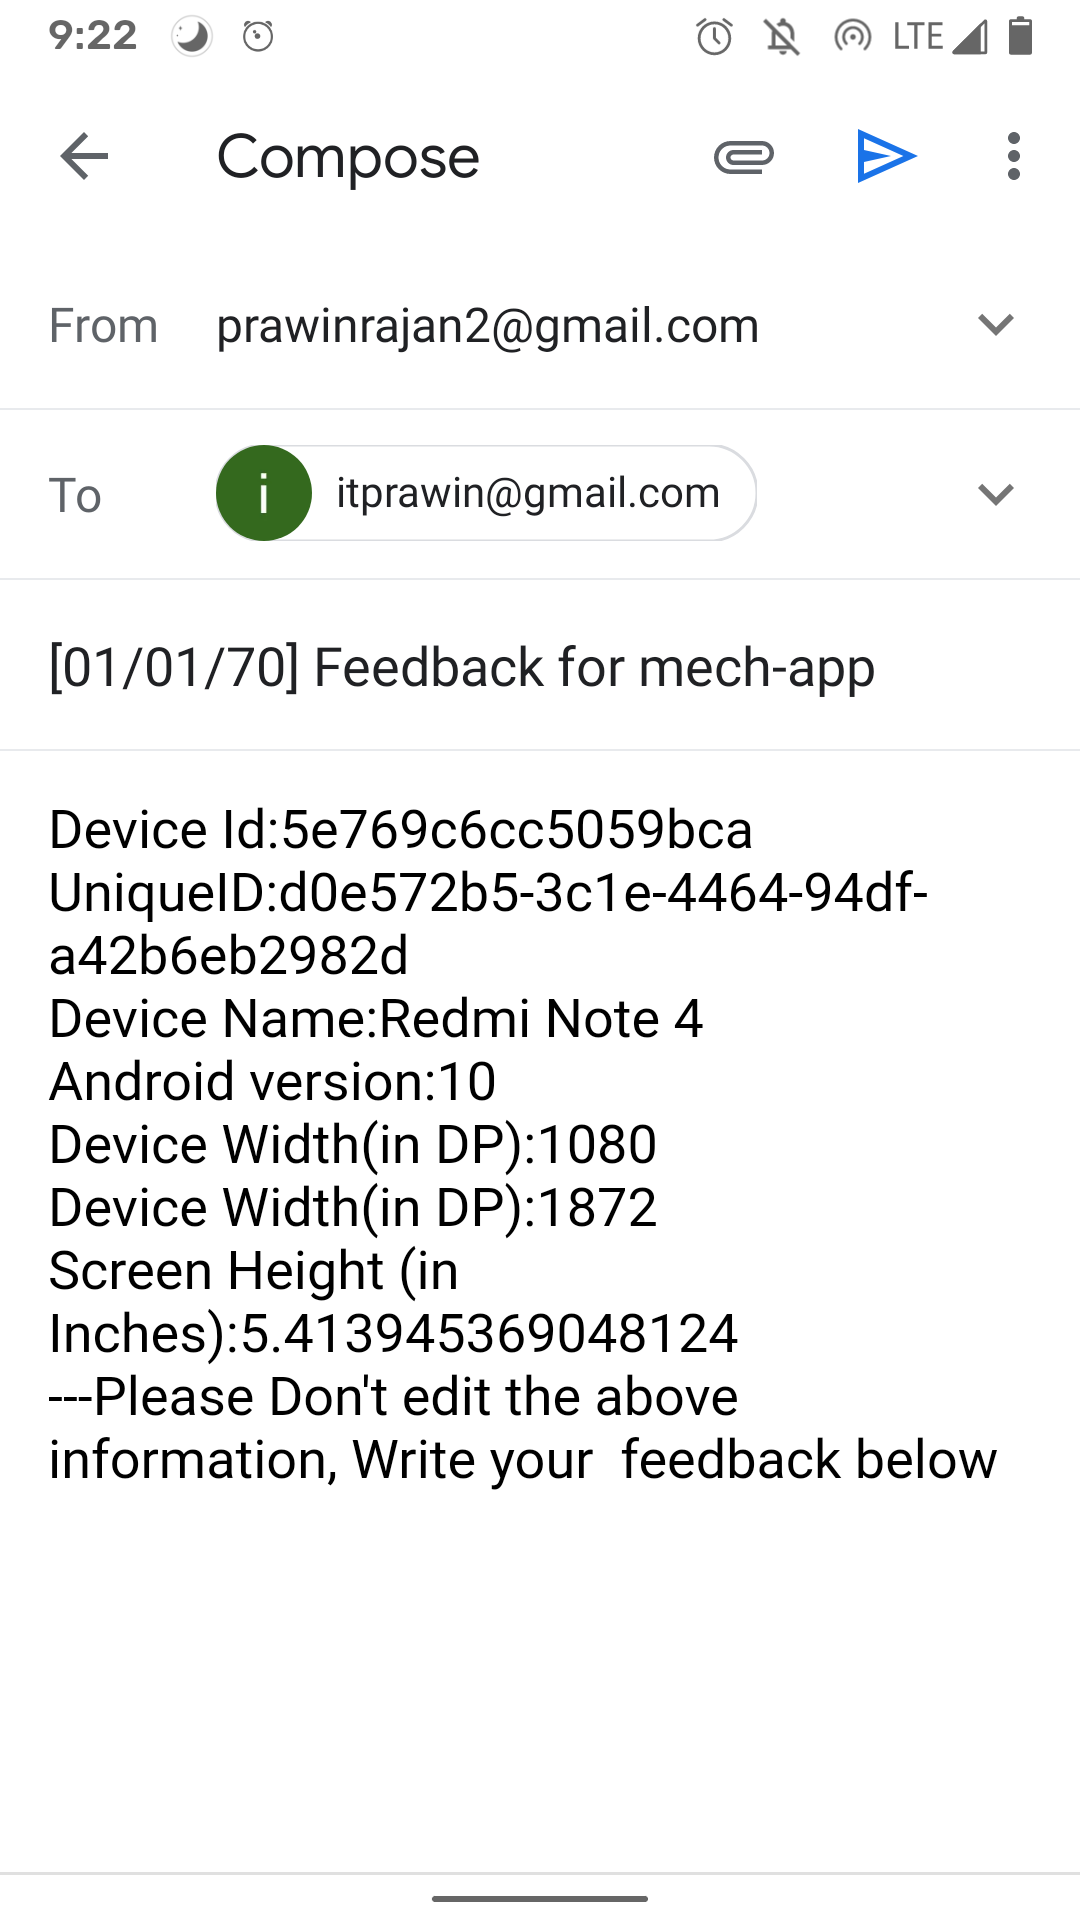 9:22 LTE
Compose
From prawinrajan2@gmail.com
To i itprawin@gmail.com
[01/01/70] Feedback for mech-app
Device Id:5e769c6cc5059bca
UniqueID:d0e572b5-3c1e-4464-94df-
a42b6eb2982d
Device Name:Redmi Note 4
Android version:10
Device Width(in DP):1080
Device Width(in DP):1872
Screen Height (in
Inches):5.413945369048124
---Please Don't edit the above
information, Write your  feedback below